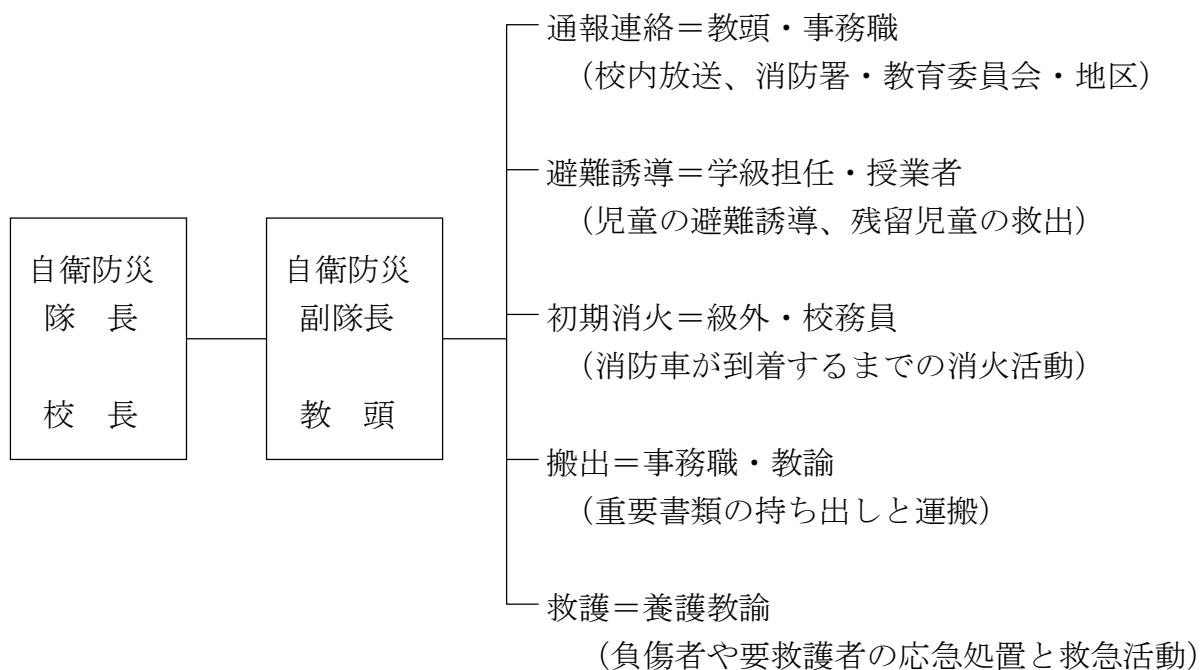 自衛防災
隊　長
校　長
自衛防災
副隊長
教　頭
通報連絡＝教頭・事務職
（校内放送、消防署・教育委員会・地区）
避難誘導＝学級担任・授業者
（児童の避難誘導、残留児童の救出）
初期消火＝級外・校務員
（消防車が到着するまでの消火活動）
搬出＝事務職・教諭
（重要書類の持ち出しと運搬）
救護＝養護教諭
（負傷者や要救護者の応急処置と救急活動）